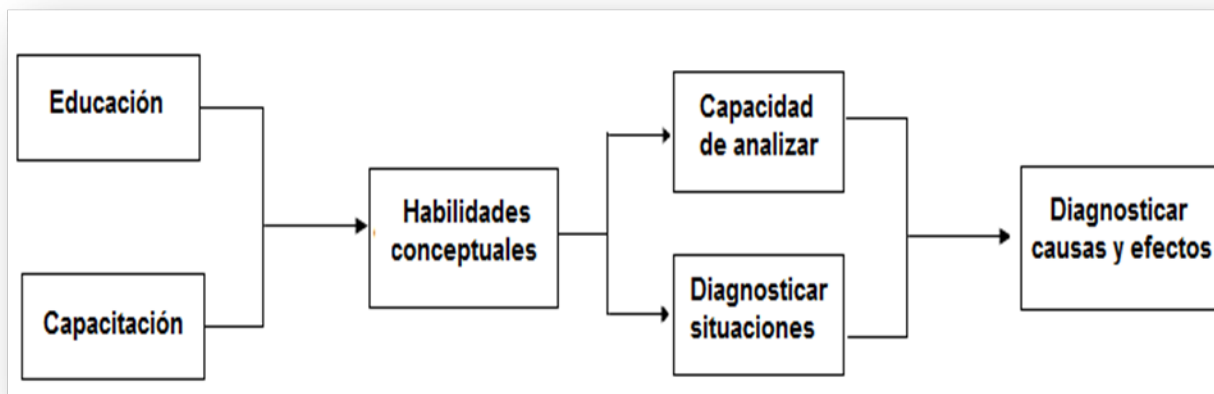 Educación
Capacitación
Habilidades
conceptuales
Capacidad
de analizar
Diagnosticar
situaciones
Diagnosticar
causas y efectos